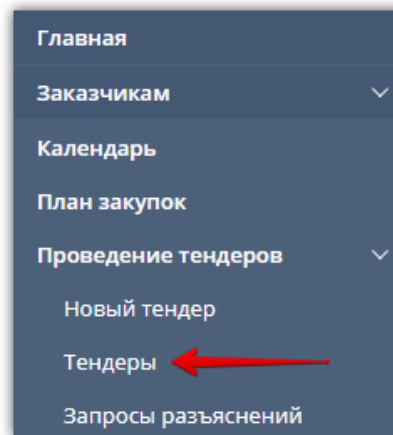 Главная
Заказчикам
Календарь
План закупок
Проведение тендеров
Новый тендер
Тендеры
Запросы разъяснений